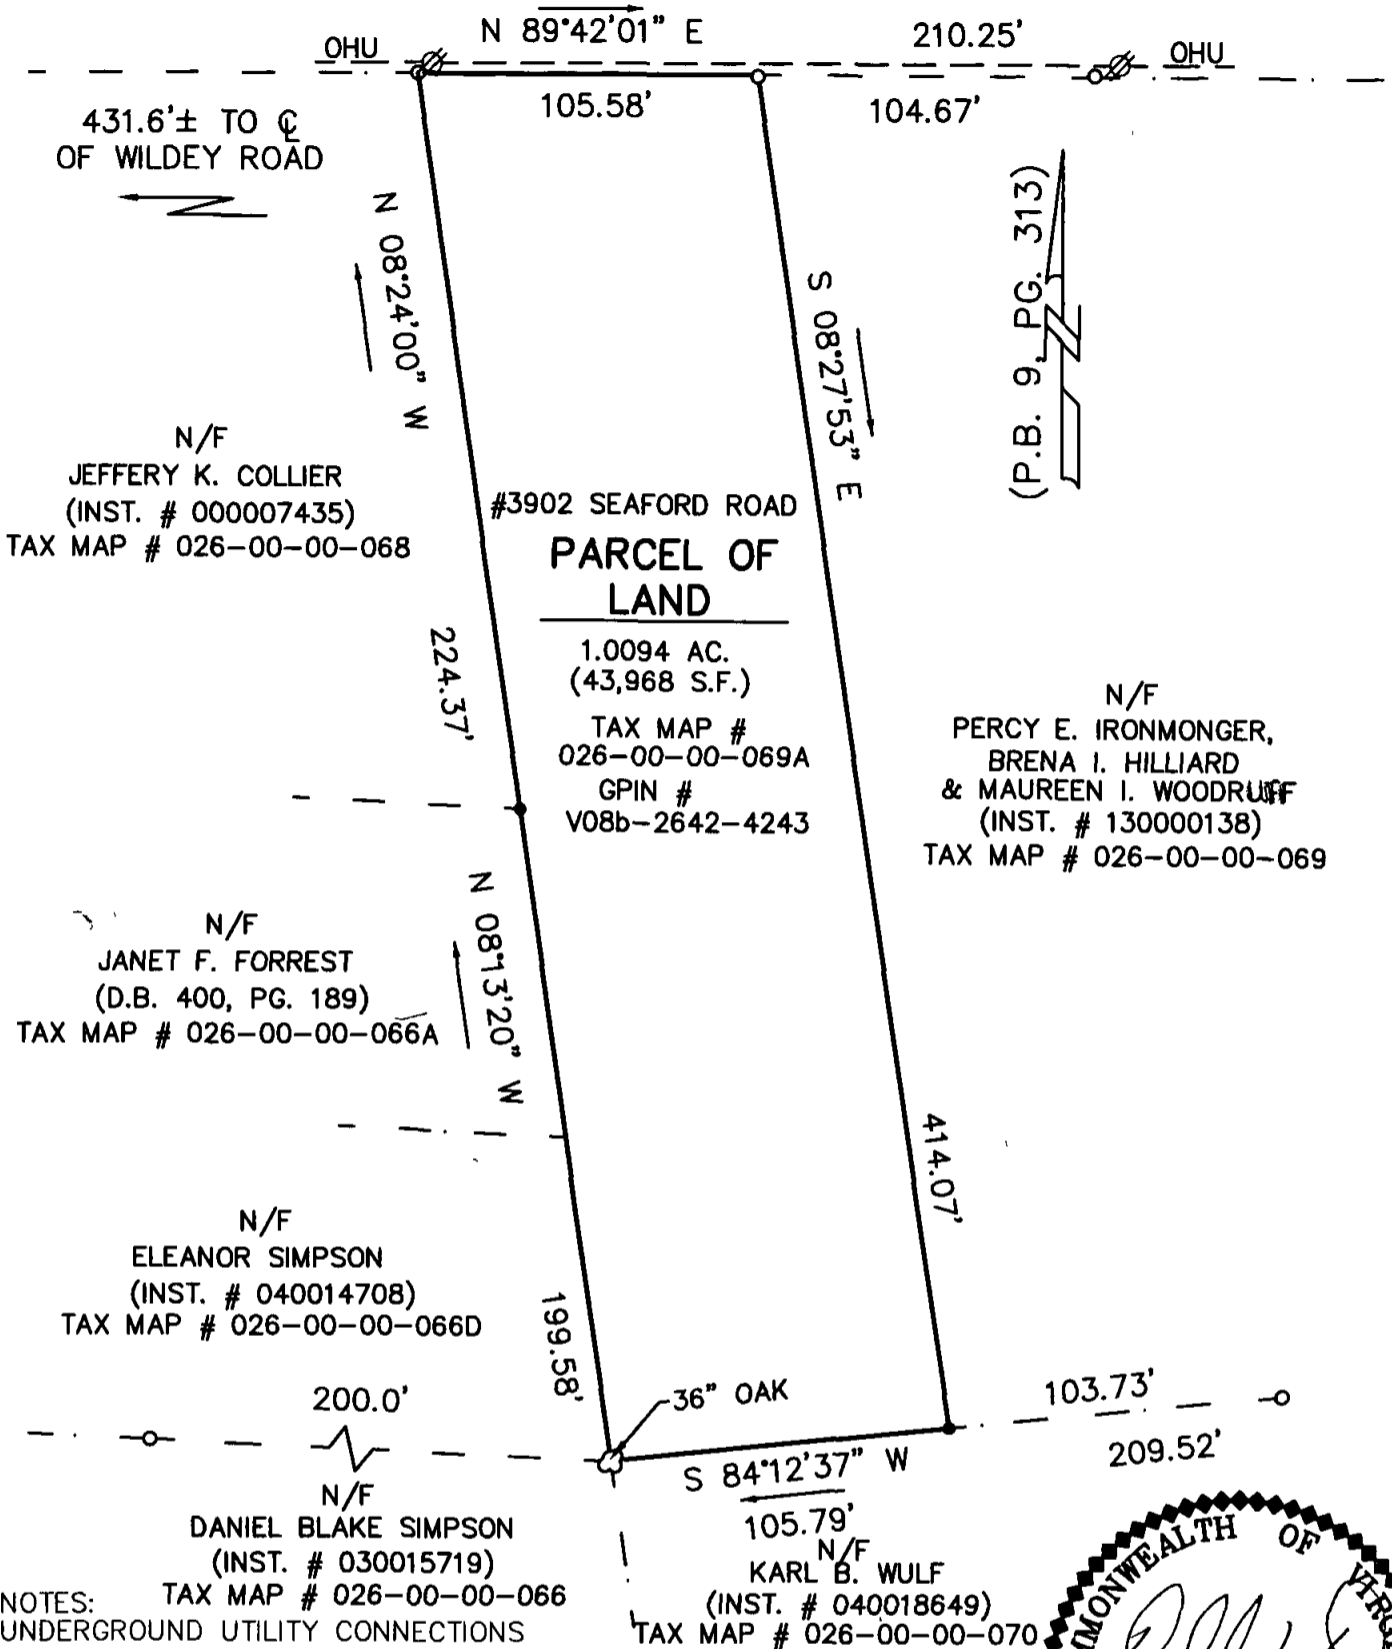 N 89°42'01" E
210.25'
OHU
OHU
105.58'
104.67'
431.6'± TO ℄
OF WILDEY ROAD
N 08°24'00" W
S 08°27'53" E
(P.B. 9, PG. 313)
N/F
JEFFERY K. COLLIER
(INST. # 000007435)
TAX MAP # 026-00-00-068
#3902 SEAFORD ROAD
PARCEL OF
LAND
1.0094 AC.
(43,968 S.F.)
TAX MAP #
026-00-00-069A
GPIN #
V08b-2642-4243
224.37'
N/F
PERCY E. IRONMONGER,
BRENA I. HILLIARD
& MAUREEN I. WOODRUFF
(INST. # 130000138)
TAX MAP # 026-00-00-069
N 08°13'20" W
N/F
JANET F. FORREST
(D.B. 400, PG. 189)
TAX MAP # 026-00-00-066A
414.07'
N/F
ELEANOR SIMPSON
(INST. # 040014708)
TAX MAP # 026-00-00-066D
199.58'
200.0'
36" OAK
103.73'
209.52'
S 84°12'37" W
105.79'
N/F
DANIEL BLAKE SIMPSON
(INST. # 030015719)
TAX MAP # 026-00-00-066
N/F
KARL B. WULF
(INST. # 040018649)
TAX MAP # 026-00-00-070
NOTES:
UNDERGROUND UTILITY CONNECTIONS
MMONWEALTH OF VIRG